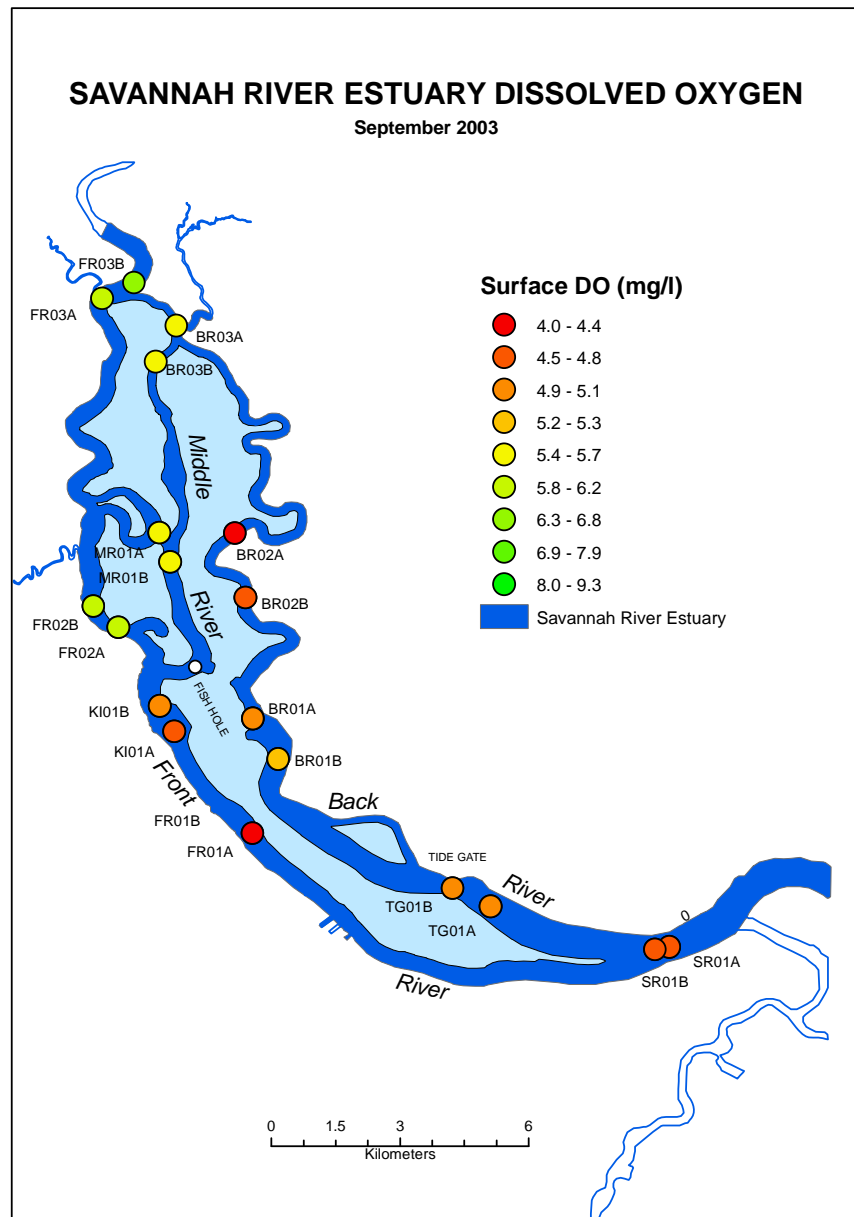 SAVANNAH RIVER ESTUARY DISSOLVED OXYGEN
September 2003
FR03B
FR03A
BR03A
BR03B
Surface DO (mg/l)
4.0 - 4.4
4.5 - 4.8
4.9 - 5.1
5.2 - 5.3
5.4 - 5.7
5.8 - 6.2
6.3 - 6.8
6.9 - 7.9
8.0 - 9.3
Savannah River Estuary
Middle
River
MR01A
MR01B
BR02A
BR02B
FR02B
FR02A
FISH HOLE
KI01B
KI01A
BR01A
BR01B
Front
River
FR01B
FR01A
Back
River
TIDE GATE
TG01B
TG01A
0
SR01A
SR01B
0 1.5 3 6
Kilometers